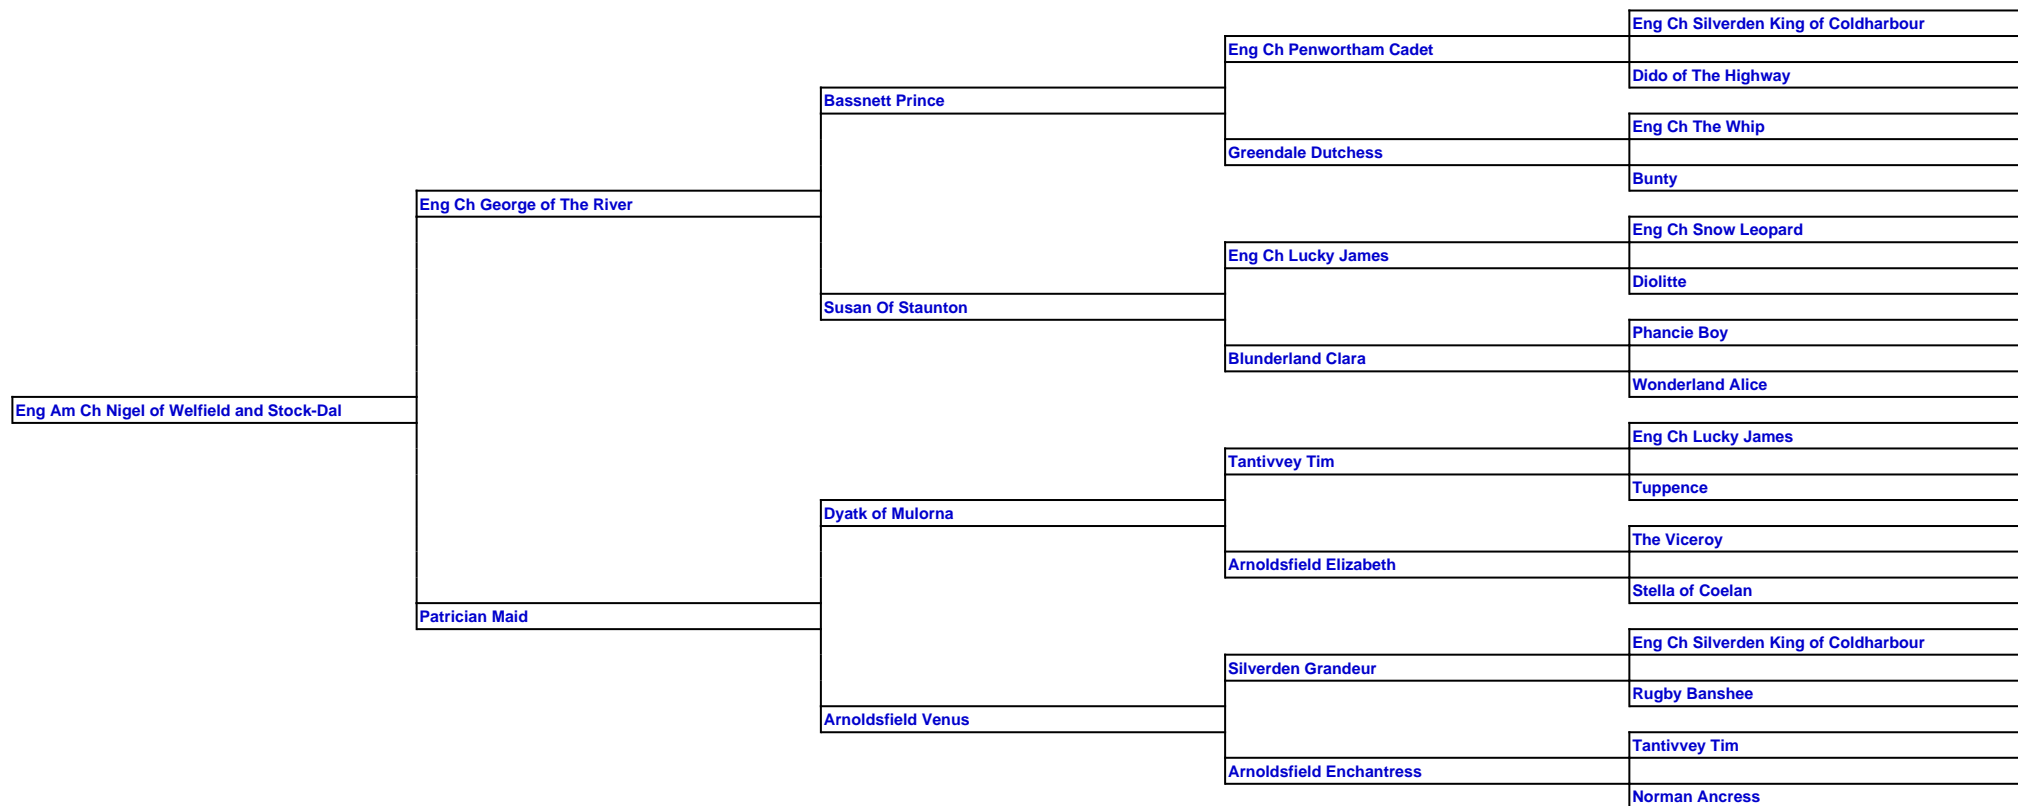 Eng Ch Silverden King of Coldharbour
Eng Ch Penwortham Cadet
Dido of The Highway
Bassnett Prince
Eng Ch The Whip
Greendale Dutchess
Bunty
Eng Ch George of The River
Eng Ch Snow Leopard
Eng Ch Lucky James
Diolitte
Susan Of Staunton
Phancie Boy
Blunderland Clara
Wonderland Alice
Eng Am Ch Nigel of Welfield and Stock-Dal
Eng Ch Lucky James
Tantivvey Tim
Tuppence
Dyatk of Mulorna
The Viceroy
Arnoldsfield Elizabeth
Stella of Coelan
Patrician Maid
Eng Ch Silverden King of Coldharbour
Silverden Grandeur
Rugby Banshee
Arnoldsfield Venus
Tantivvey Tim
Arnoldsfield Enchantress
Norman Ancress